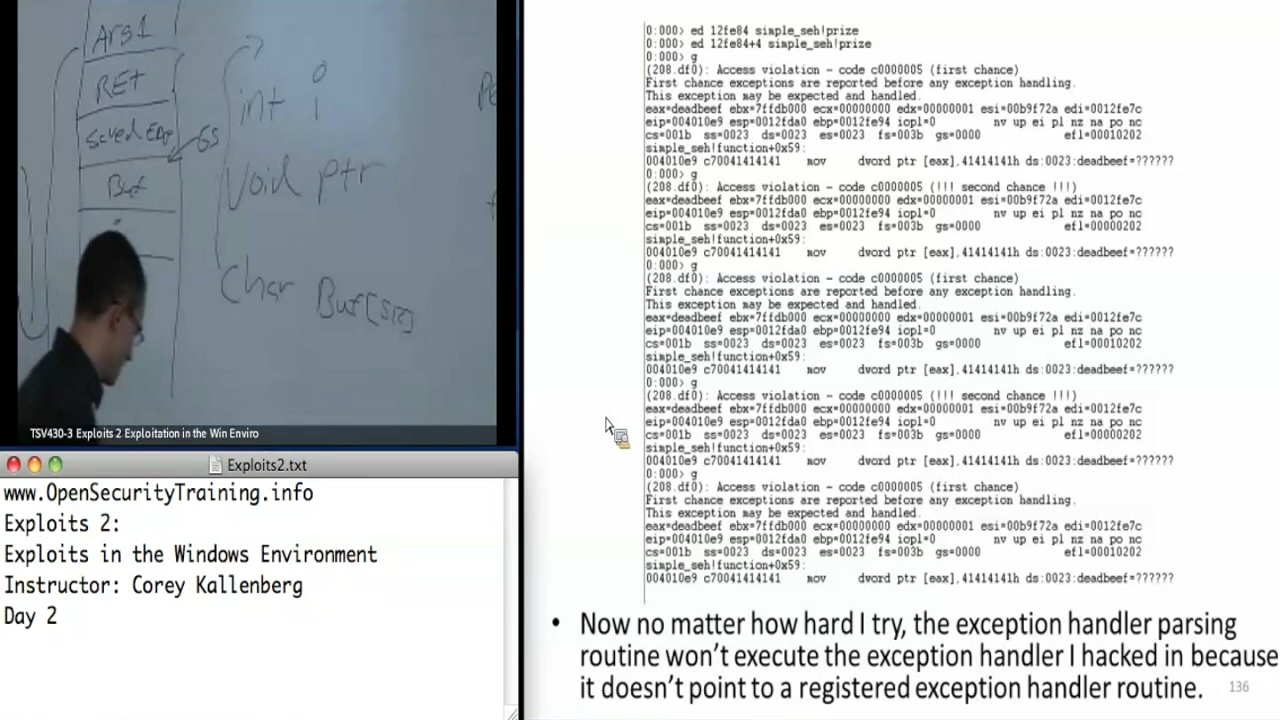 Arg1
RET
Saved EBP
GS
Buf
i
int i
void ptr
char Buf[512]
TSV430-3 Exploits 2 Exploitation in the Win Enviro
Exploits2.txt
www.OpenSecurityTraining.info
Exploits 2:
Exploits in the Windows Environment
Instructor: Corey Kallenberg
Day 2
0:000> ed 12fe84 simple_seh!prize
0:000> ed 12fe84+4 simple_seh!prize
0:000> g
(208.df0): Access violation - code c0000005 (first chance)
First chance exceptions are reported before any exception handling.
This exception may be expected and handled.
eax=deadbeef ebx=7ffdb000 ecx=00000000 edx=00000001 esi=00b9f72a edi=0012fe7c
eip=004010e9 esp=0012fda0 ebp=0012fe94 iopl=0 nv up ei pl nz na po nc
cs=001b ss=0023 ds=0023 es=0023 fs=003b gs=0000 efl=00010202
simple_seh!function+0x59:
004010e9 c70041414141 mov dword ptr [eax],41414141h ds:0023:deadbeef=??????
0:000> g
(208.df0): Access violation - code c0000005 (!!! second chance !!!)
eax=deadbeef ebx=7ffdb000 ecx=00000000 edx=00000001 esi=00b9f72a edi=0012fe7c
eip=004010e9 esp=0012fda0 ebp=0012fe94 iopl=0 nv up ei pl nz na po nc
cs=001b ss=0023 ds=0023 es=0023 fs=003b gs=0000 efl=00000202
simple_seh!function+0x59:
004010e9 c70041414141 mov dword ptr [eax],41414141h ds:0023:deadbeef=??????
0:000> g
(208.df0): Access violation - code c0000005 (first chance)
First chance exceptions are reported before any exception handling.
This exception may be expected and handled.
eax=deadbeef ebx=7ffdb000 ecx=00000000 edx=00000001 esi=00b9f72a edi=0012fe7c
eip=004010e9 esp=0012fda0 ebp=0012fe94 iopl=0 nv up ei pl nz na po nc
cs=001b ss=0023 ds=0023 es=0023 fs=003b gs=0000 efl=00010202
simple_seh!function+0x59:
004010e9 c70041414141 mov dword ptr [eax],41414141h ds:0023:deadbeef=??????
0:000> g
(208.df0): Access violation - code c0000005 (!!! second chance !!!)
eax=deadbeef ebx=7ffdb000 ecx=00000000 edx=00000001 esi=00b9f72a edi=0012fe7c
eip=004010e9 esp=0012fda0 ebp=0012fe94 iopl=0 nv up ei pl nz na po nc
cs=001b ss=0023 ds=0023 es=0023 fs=003b gs=0000 efl=00000202
simple_seh!function+0x59:
004010e9 c70041414141 mov dword ptr [eax],41414141h ds:0023:deadbeef=??????
0:000> g
(208.df0): Access violation - code c0000005 (first chance)
First chance exceptions are reported before any exception handling.
This exception may be expected and handled.
eax=deadbeef ebx=7ffdb000 ecx=00000000 edx=00000001 esi=00b9f72a edi=0012fe7c
eip=004010e9 esp=0012fda0 ebp=0012fe94 iopl=0 nv up ei pl nz na po nc
cs=001b ss=0023 ds=0023 es=0023 fs=003b gs=0000 efl=00010202
simple_seh!function+0x59:
004010e9 c70041414141 mov dword ptr [eax],41414141h ds:0023:deadbeef=??????
• Now no matter how hard I try, the exception handler parsing
routine won't execute the exception handler I hacked in because
it doesn't point to a registered exception handler routine.
136